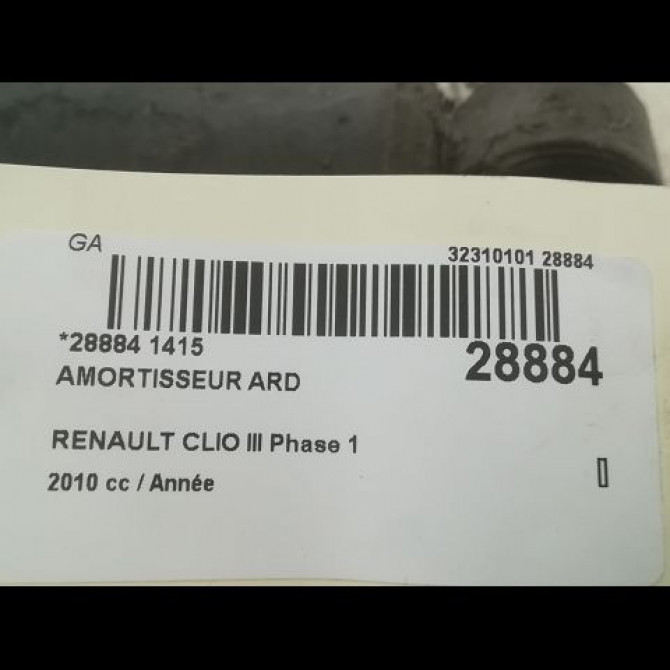 GA
32310101 28884
*28884 1415
28884
AMORTISSEUR ARD
RENAULT CLIO III Phase 1
2010 cc / Année